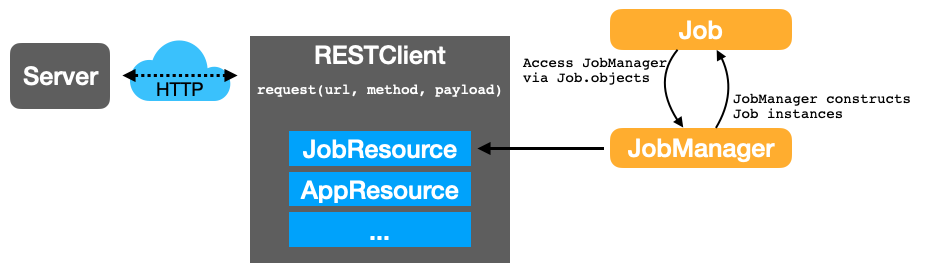 Server
HTTP
RESTClient
request(url, method, payload)
JobResource
AppResource
...
Job
Access JobManager
via Job.objects
JobManager constructs
Job instances
JobManager